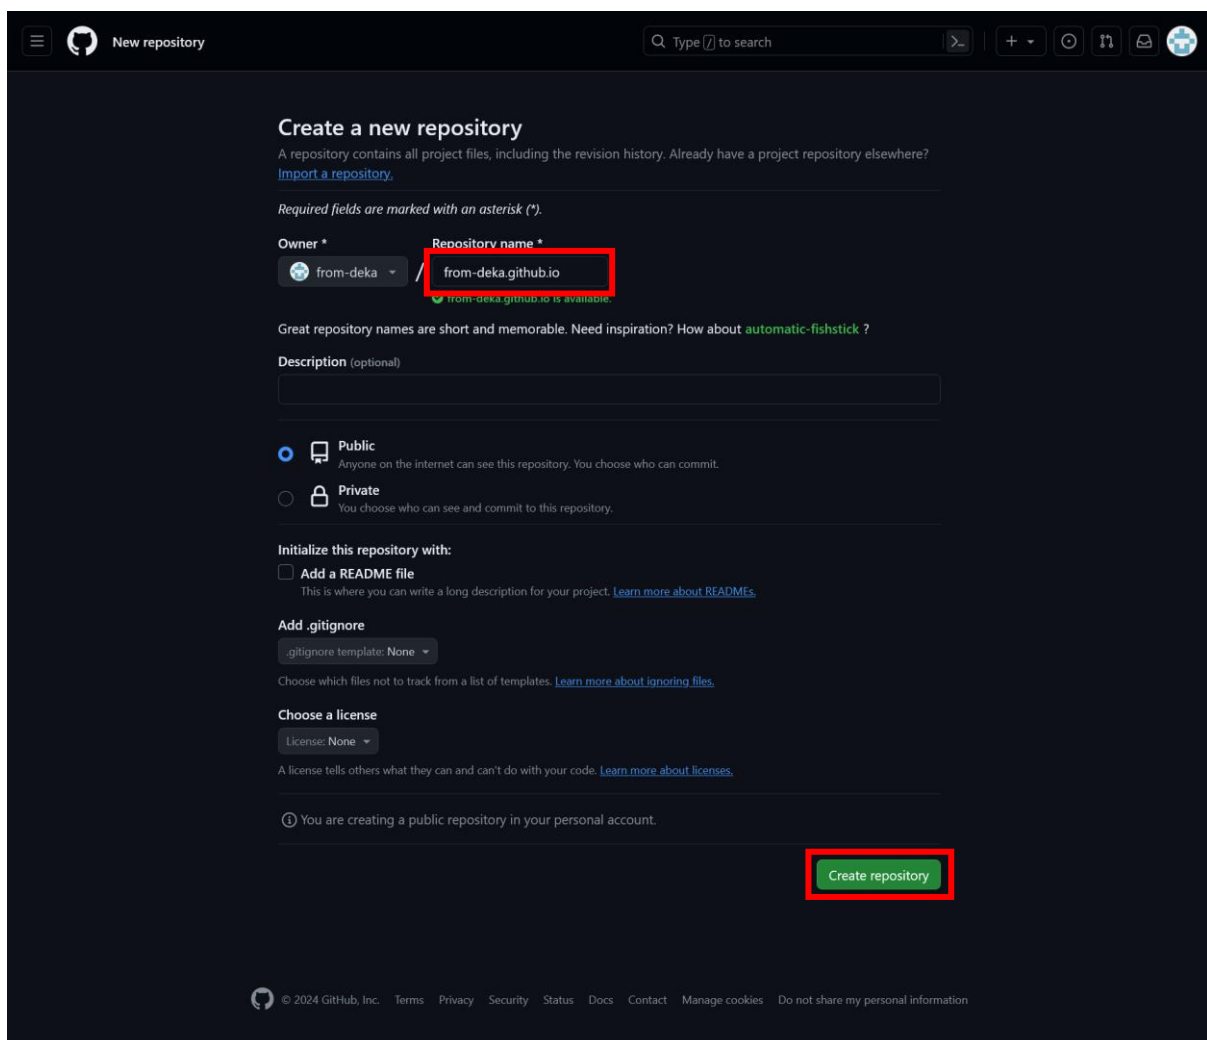 New repository
Type / to search
Create a new repository
A repository contains all project files, including the revision history. Already have a project repository elsewhere?
Import a repository.
Required fields are marked with an asterisk (*).
Owner * Repository name *
from-deka / from-deka.github.io
from-deka.github.io is available.
Great repository names are short and memorable. Need inspiration? How about automatic-fishstick ?
Description (optional)
Public
Anyone on the internet can see this repository. You choose who can commit.
Private
You choose who can see and commit to this repository.
Initialize this repository with:
Add a README file
This is where you can write a long description for your project. Learn more about READMEs.
Add .gitignore
.gitignore template: None
Choose which files not to track from a list of templates. Learn more about ignoring files.
Choose a license
License: None
A license tells others what they can and can't do with your code. Learn more about licenses.
You are creating a public repository in your personal account.
Create repository
© 2024 GitHub, Inc. Terms Privacy Security Status Docs Contact Manage cookies Do not share my personal information